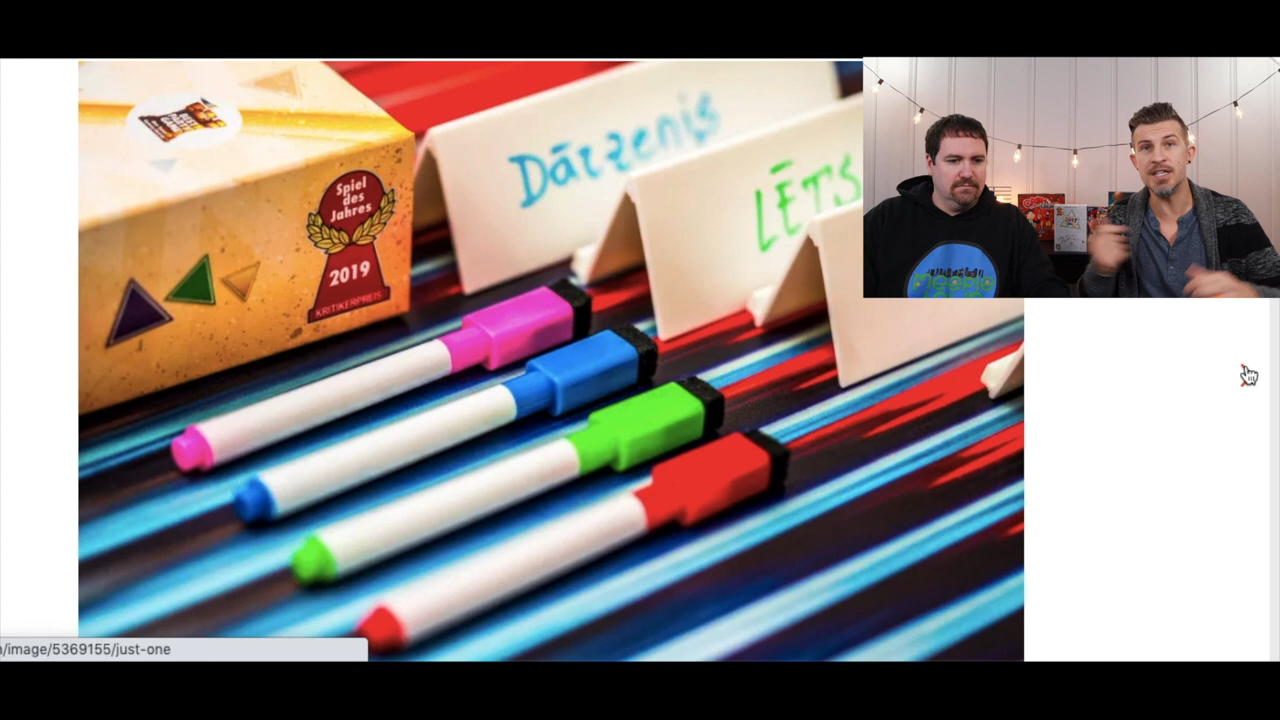 Spiel
des
Jahres
2019
KRITIKERPREIS
Dārzenis
LĒTS
/image/5369155/just-one